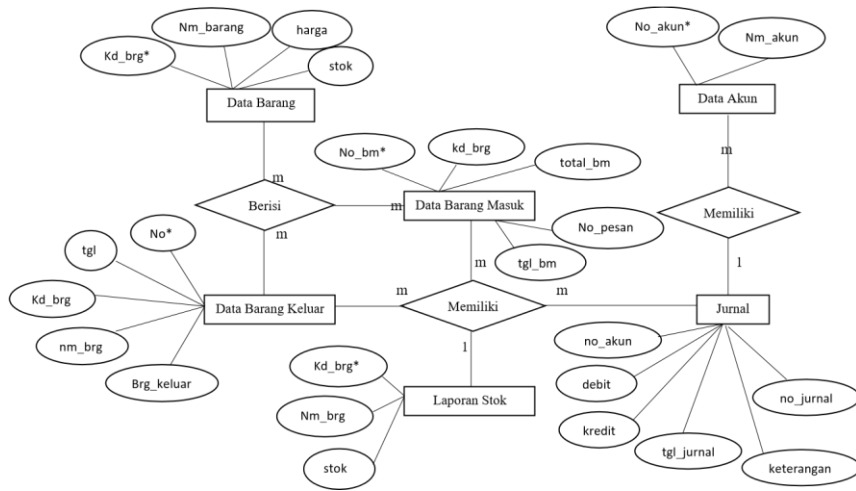 Nm_barang
harga
Kd_brg*
stok
Data Barang
No_akun*
Nm_akun
Data Akun
m
m
No_bm*
kd_brg
total_bm
Berisi
m
Data Barang Masuk
Memiliki
m
No_pesan
tgl_bm
m
1
No*
tgl
Kd_brg
nm_brg
Brg_keluar
Data Barang Keluar
m
Memiliki
m
Jurnal
1
no_akun
debit
kredit
tgl_jurnal
keterangan
no_jurnal
Kd_brg*
Nm_brg
stok
Laporan Stok